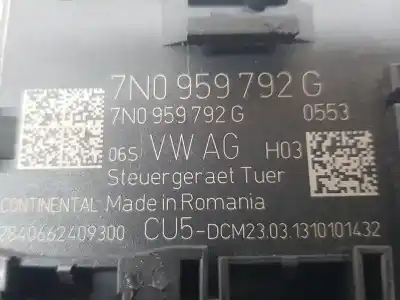 7N0 959 792 G
7N0 959 792 G 0553
06S VW AG H03
Steuergeraet Tuer
CONTINENTAL Made in Romania
2840662409300 CU5-DCM23.03.1310101432